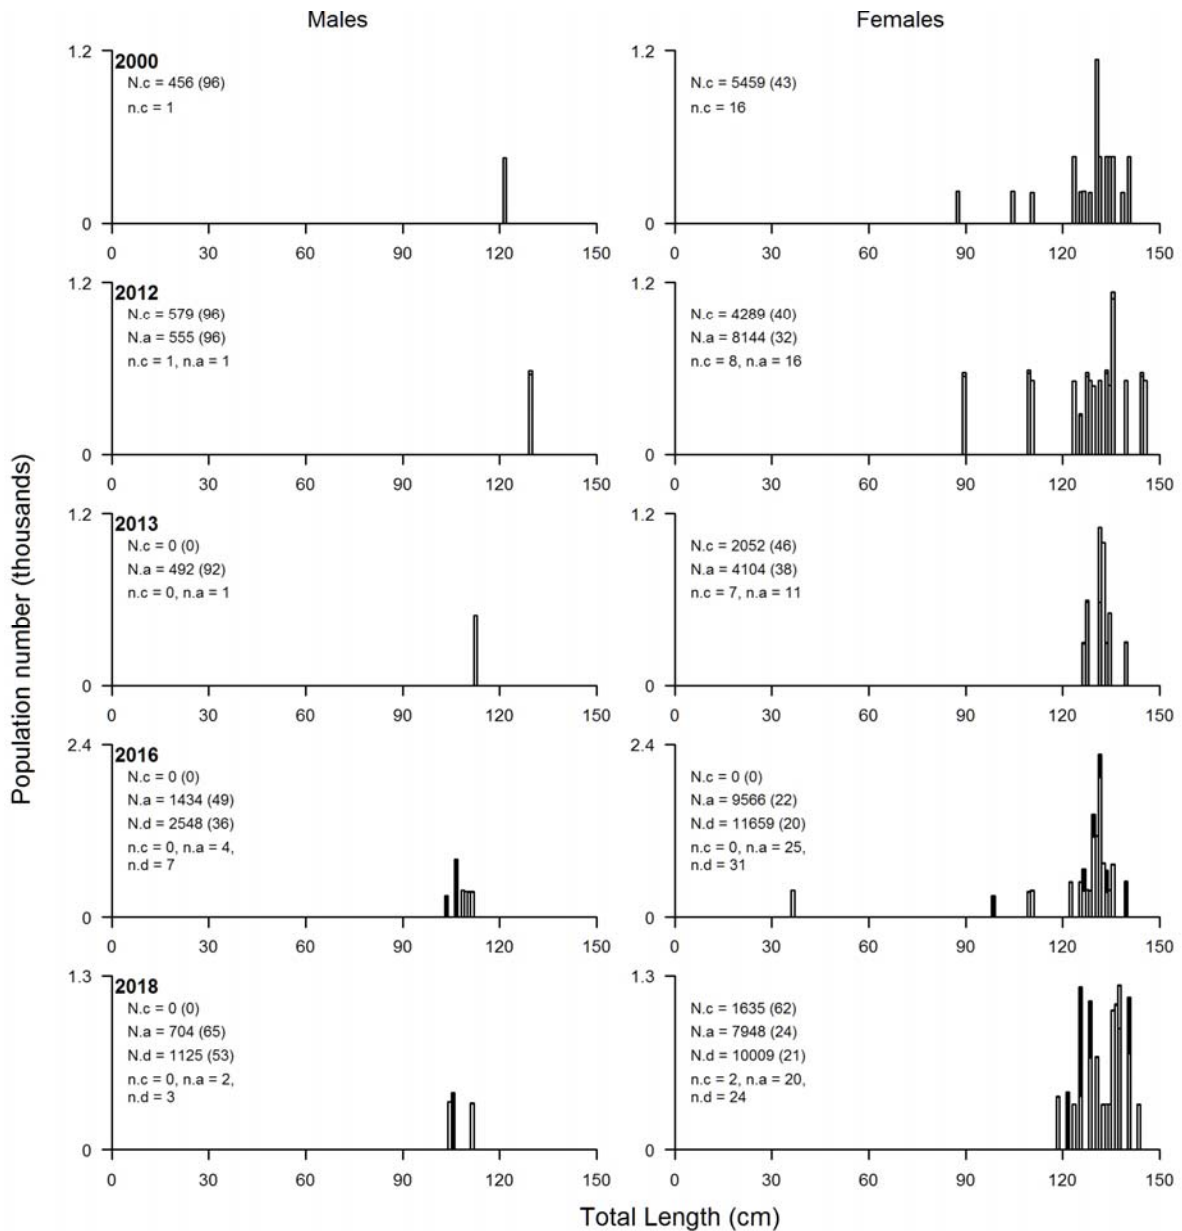 Males
Females
Population number (thousands)
1.2
2000
N.c = 456 (96)
n.c = 1
0
0 30 60 90 120 150
N.c = 5459 (43)
n.c = 16
1.2
0
0 30 60 90 120 150
1.2
2012
N.c = 579 (96)
N.a = 555 (96)
n.c = 1, n.a = 1
0
0 30 60 90 120 150
1.2
N.c = 4289 (40)
N.a = 8144 (32)
n.c = 8, n.a = 16
0
0 30 60 90 120 150
1.2
2013
N.c = 0 (0)
N.a = 492 (92)
n.c = 0, n.a = 1
0
0 30 60 90 120 150
1.2
N.c = 2052 (46)
N.a = 4104 (38)
n.c = 7, n.a = 11
0
0 30 60 90 120 150
2.4
2016
N.c = 0 (0)
N.a = 1434 (49)
N.d = 2548 (36)
n.c = 0, n.a = 4,
n.d = 7
0
0 30 60 90 120 150
2.4
N.c = 0 (0)
N.a = 9566 (22)
N.d = 11659 (20)
n.c = 0, n.a = 25,
n.d = 31
0
0 30 60 90 120 150
1.3
2018
N.c = 0 (0)
N.a = 704 (65)
N.d = 1125 (53)
n.c = 0, n.a = 2,
n.d = 3
0
0 30 60 90 120 150
1.3
N.c = 1635 (62)
N.a = 7948 (24)
N.d = 10009 (21)
n.c = 2, n.a = 20,
n.d = 24
0
0 30 60 90 120 150
Total Length (cm)